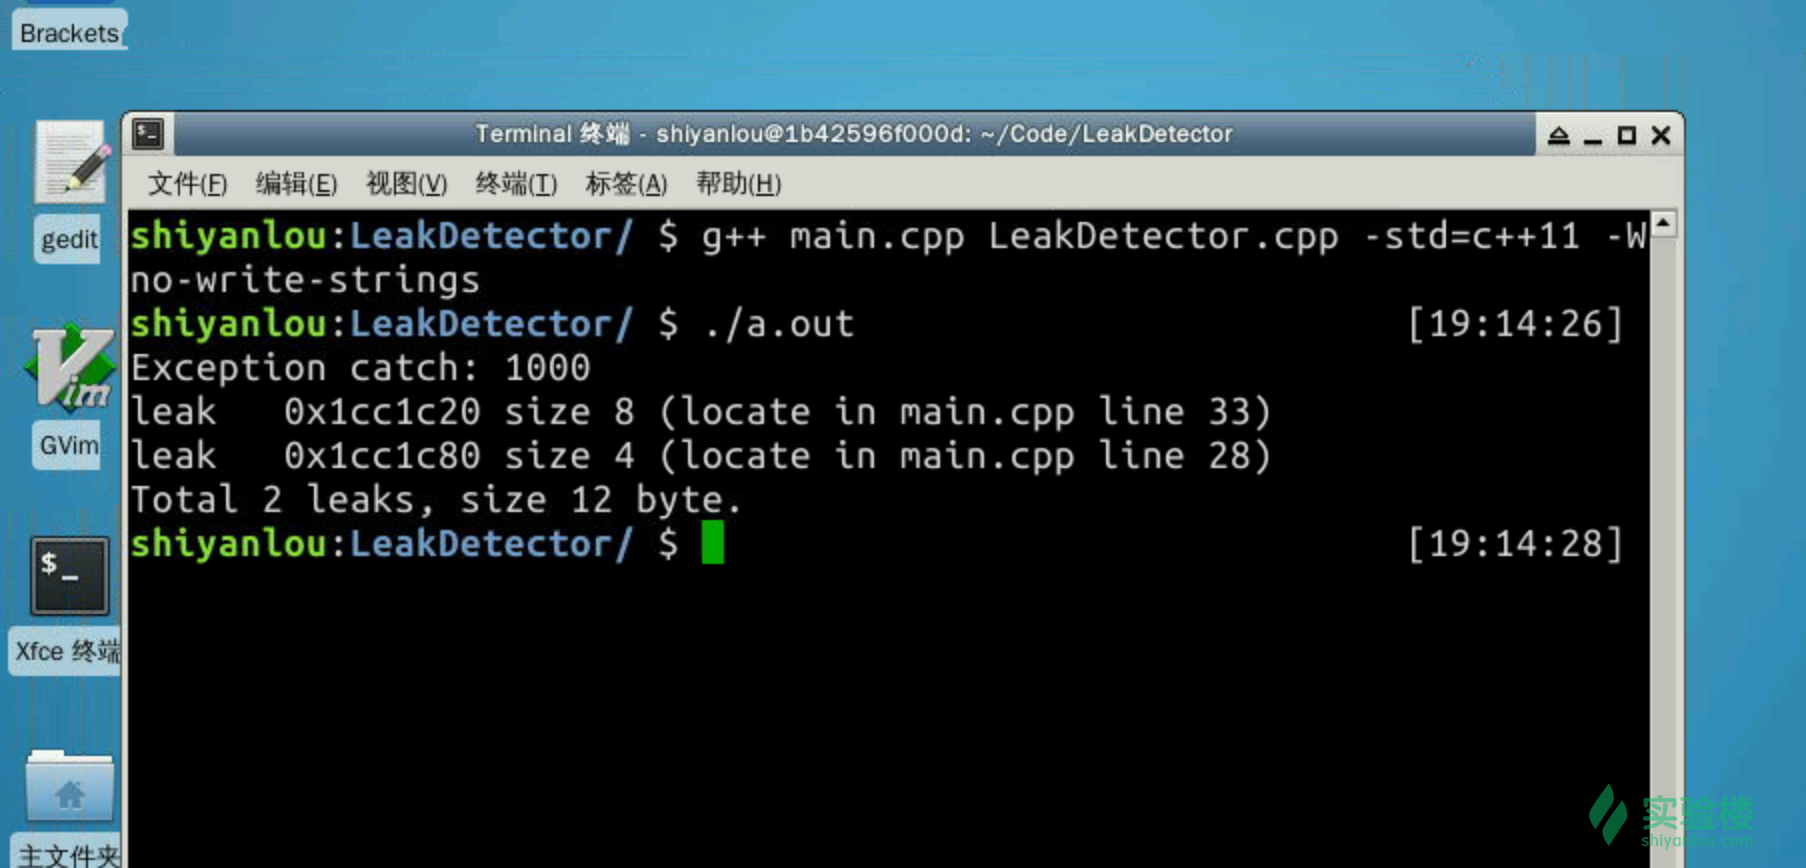 Brackets
Terminal 终端 - shiyanlou@1b42596f000d: ~/Code/LeakDetector
文件(F) 编辑(E) 视图(V) 终端(T) 标签(A) 帮助(H)
shiyanlou:LeakDetector/ $ g++ main.cpp LeakDetector.cpp -std=c++11 -W
no-write-strings
shiyanlou:LeakDetector/ $ ./a.out [19:14:26]
Exception catch: 1000
leak 0x1cc1c20 size 8 (locate in main.cpp line 33)
leak 0x1cc1c80 size 4 (locate in main.cpp line 28)
Total 2 leaks, size 12 byte.
shiyanlou:LeakDetector/ $ [19:14:28]
gedit
Vim
GVim
$_
Xfce 终端
主文件夹
实验楼
shiyanlou.com